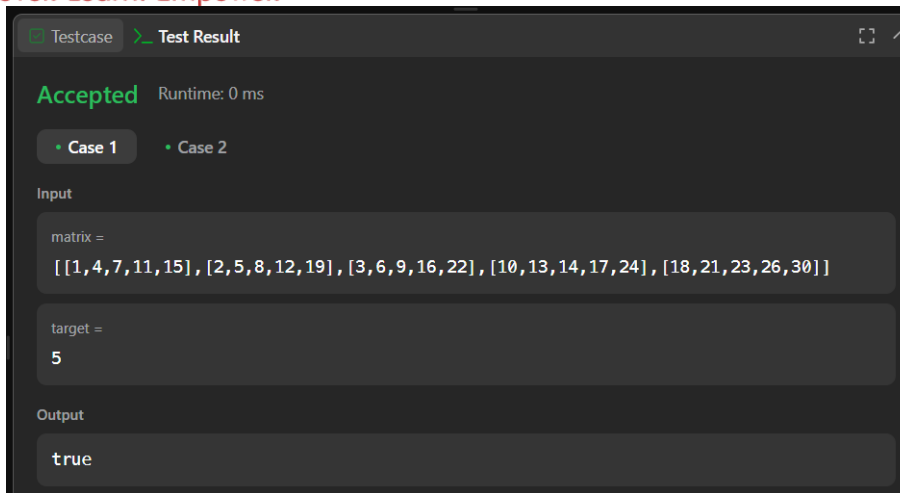 Testcase >_ Test Result
Accepted Runtime: 0 ms
• Case 1 • Case 2
Input
matrix =
[[1,4,7,11,15],[2,5,8,12,19],[3,6,9,16,22],[10,13,14,17,24],[18,21,23,26,30]]
target =
5
Output
true